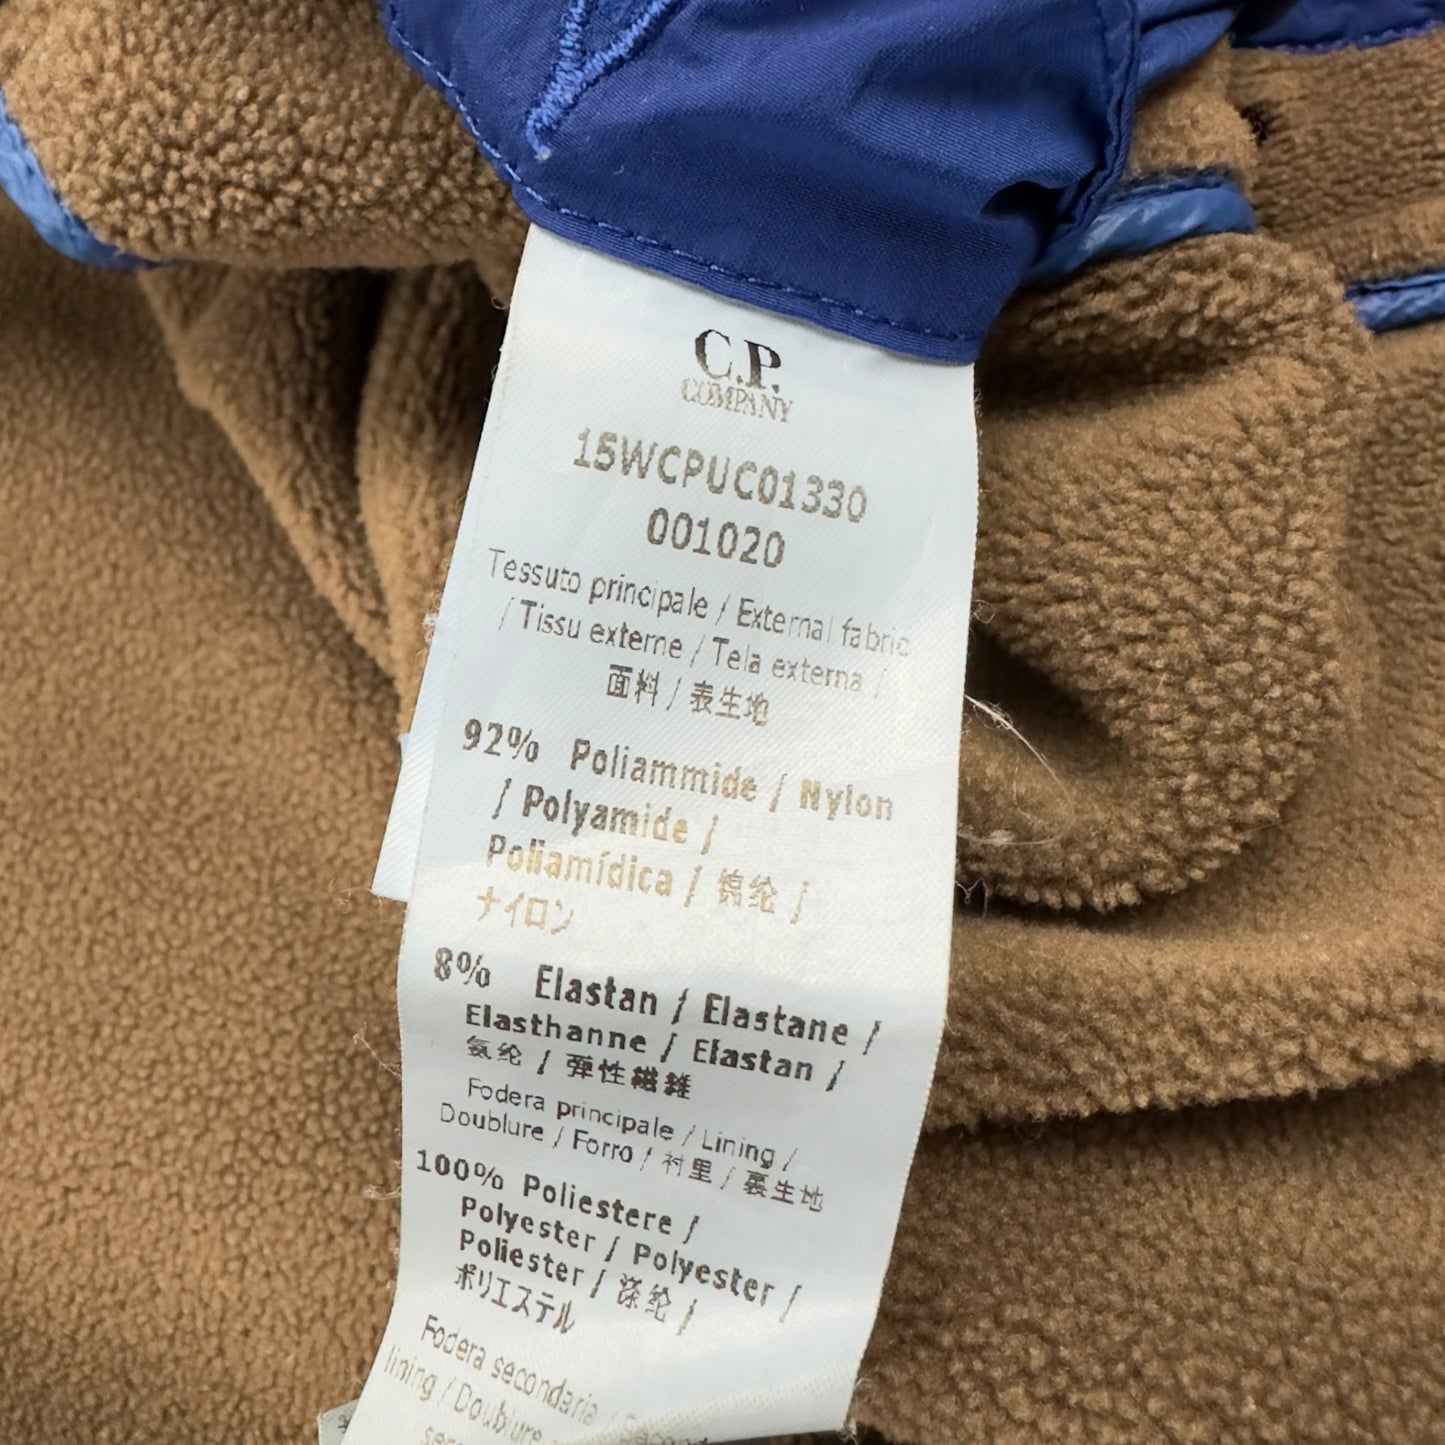 C.P.
COMPANY
15WCPUC01330
001020
Tessuto principale / External fabric
/ Tissu externe / Tela externa /
面料 / 表生地
92% Poliammide / Nylon
/ Polyamide /
Poliamídica / 锦纶 /
ナイロン
8% Elastan / Elastane /
Elasthanne / Elastan /
氨纶 / 弾性繊維
Fodera principale / Lining /
Doublure / Forro / 衬里 / 裏生地
100% Poliestere /
Polyester / Polyester /
Poliester / 涤纶 /
ポリエステル
Fodera secondaria /
lining / Doublure